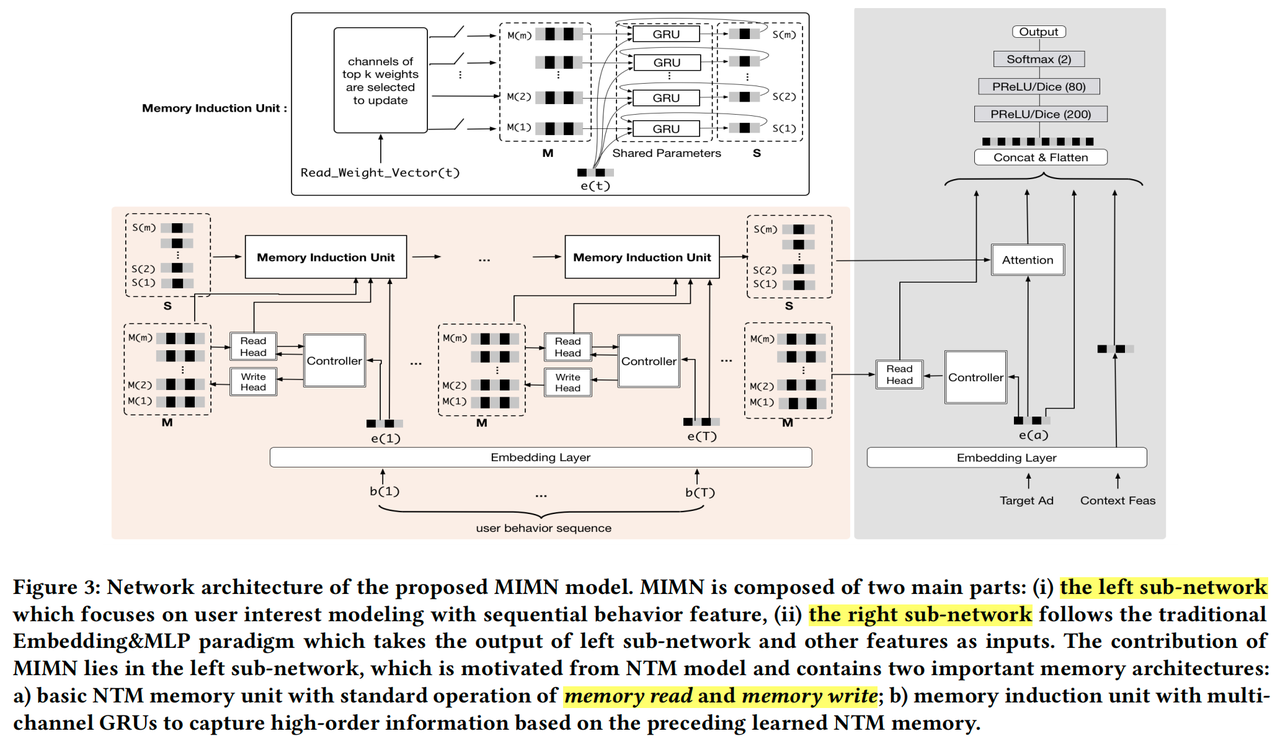 Memory Induction Unit :
channels of
top k weights
are selected
to update
Read_Weight_Vector(t)
M(m)
M(2)
M(1)
M
GRU
GRU
GRU
GRU
Shared Parameters
e(t)
S(m)
S(2)
S(1)
S
S(m)
S(2)
S(1)
S
Memory Induction Unit
...
Memory Induction Unit
S(m)
S(2)
S(1)
S
M(m)
M(2)
M(1)
M
Read
Head
Write
Head
Controller
...
M(m)
M(2)
M(1)
M
Read
Head
Write
Head
Controller
...
M(m)
M(2)
M(1)
M
e(1)
e(T)
Embedding Layer
b(1)
...
b(T)
user behavior sequence
Output
Softmax (2)
PReLU/Dice (80)
PReLU/Dice (200)
Concat & Flatten
Attention
Read
Head
Controller
e(a)
Embedding Layer
Target Ad
Context Feas
Figure 3: Network architecture of the proposed MIMN model. MIMN is composed of two main parts: (i) the left sub-network
which focuses on user interest modeling with sequential behavior feature, (ii) the right sub-network follows the traditional
Embedding&MLP paradigm which takes the output of left sub-network and other features as inputs. The contribution of
MIMN lies in the left sub-network, which is motivated from NTM model and contains two important memory architectures:
a) basic NTM memory unit with standard operation of memory read and memory write; b) memory induction unit with multi-
channel GRUs to capture high-order information based on the preceding learned NTM memory.